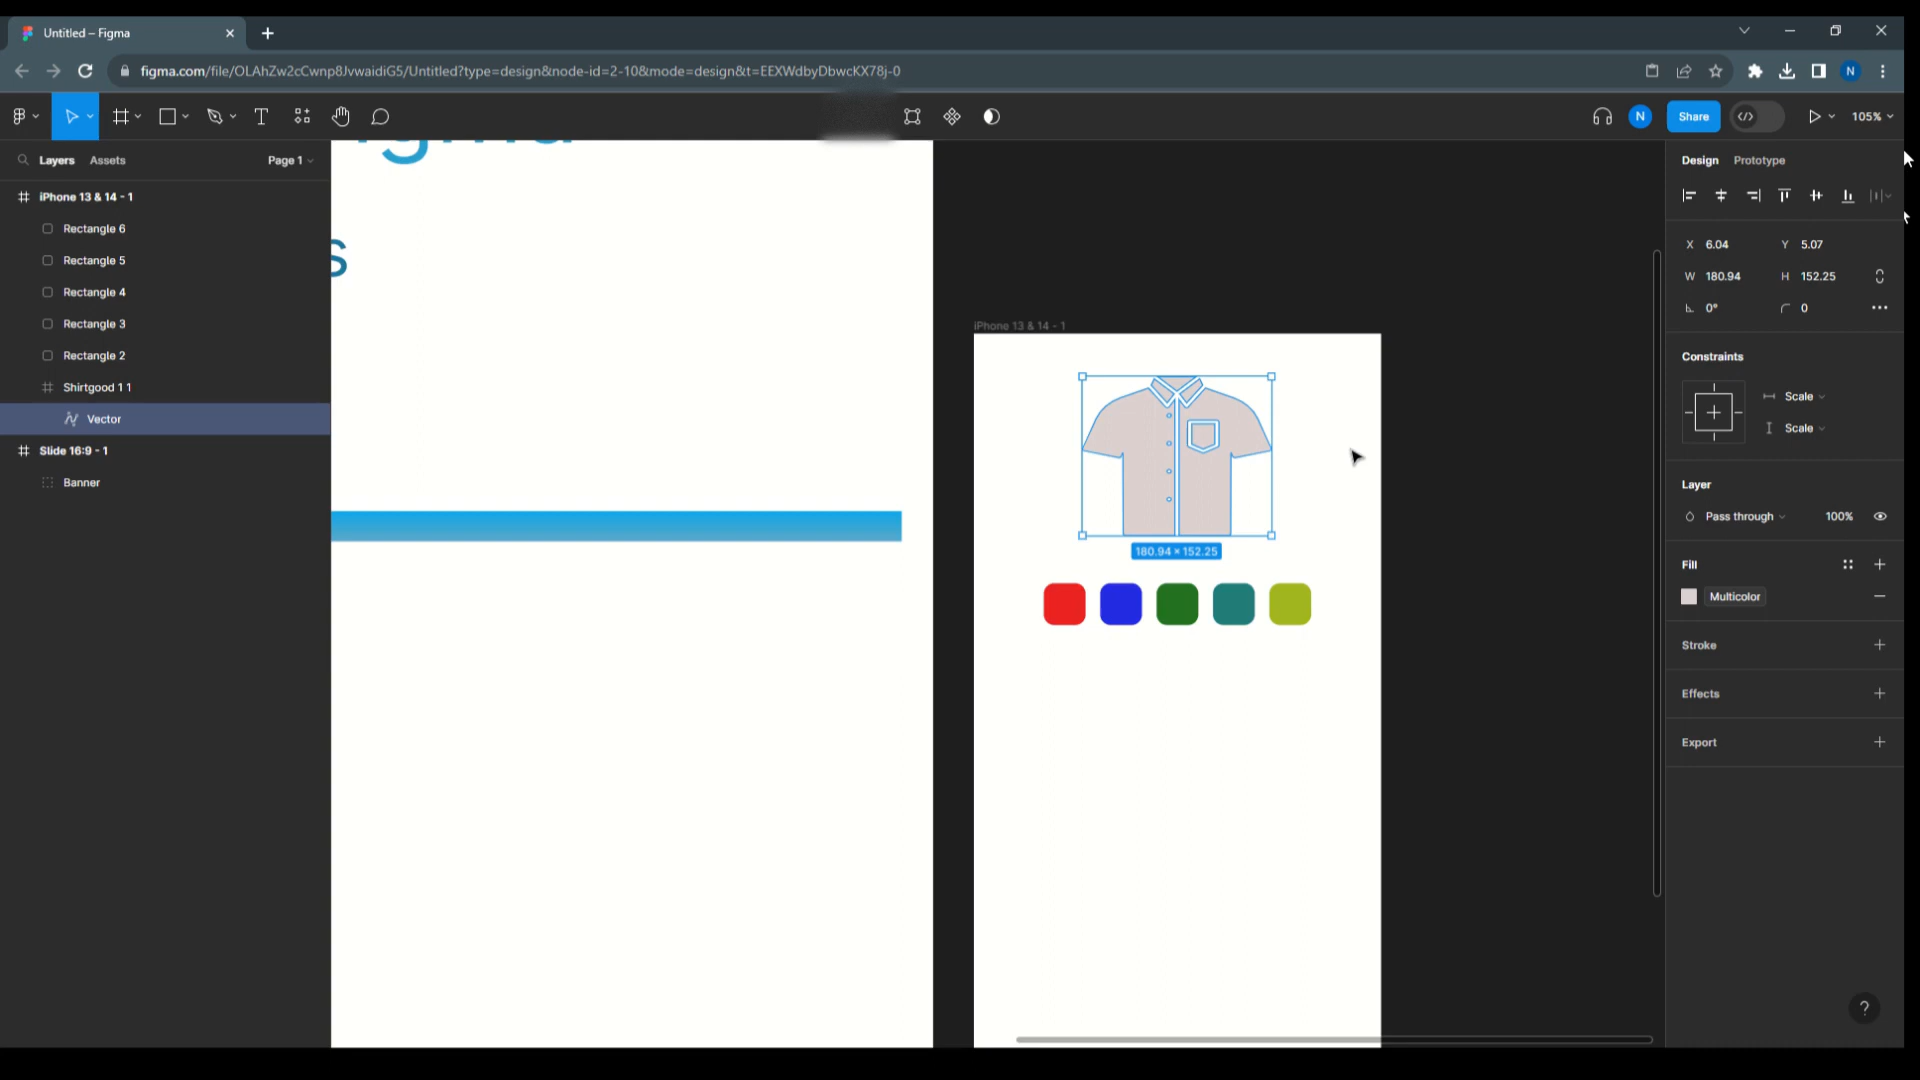 Untitled – Figma
figma.com/file/OLAhZw2cCwnp8JvwaidiG5/Untitled?type=design&node-id=2-10&mode=design&t=EEXWdbyDbwcKX78j-0
N
N
Share
105%
Layers
Assets
Page 1
iPhone 13 & 14 - 1
Rectangle 6
Rectangle 5
Rectangle 4
Rectangle 3
Rectangle 2
Shirtgood 1 1
Vector
Slide 16:9 - 1
Banner
s
iPhone 13 & 14 - 1
180.94 × 152.25
Design
Prototype
X 6.04
Y 5.07
W 180.94
H 152.25
0°
0
Constraints
Scale
Scale
Layer
Pass through
100%
Fill
Multicolor
Stroke
Effects
Export
?